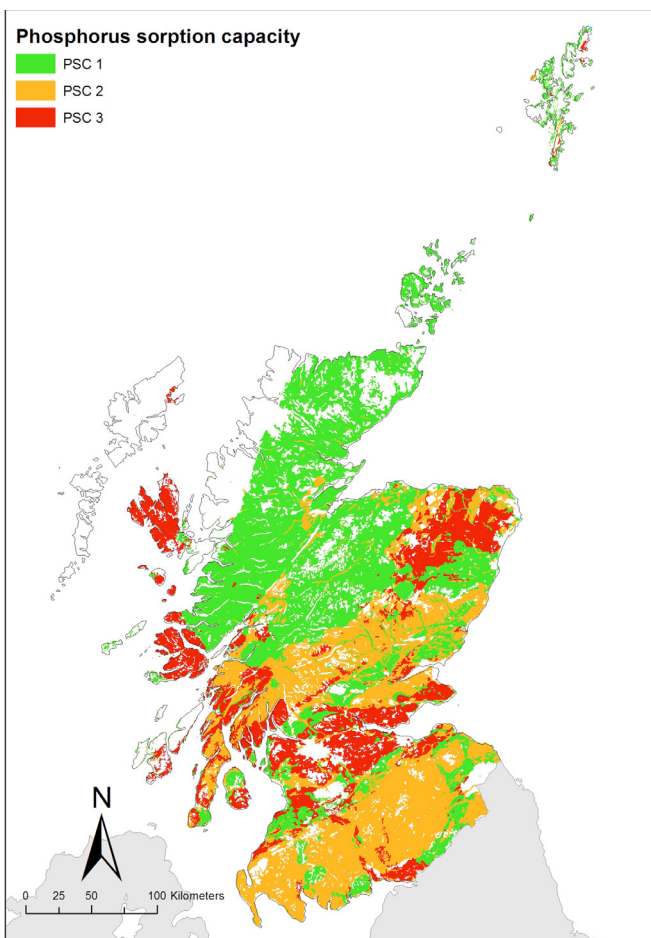 Phosphorus sorption capacity
PSC 1
PSC 2
PSC 3
N
0 25 50 100 Kilometers